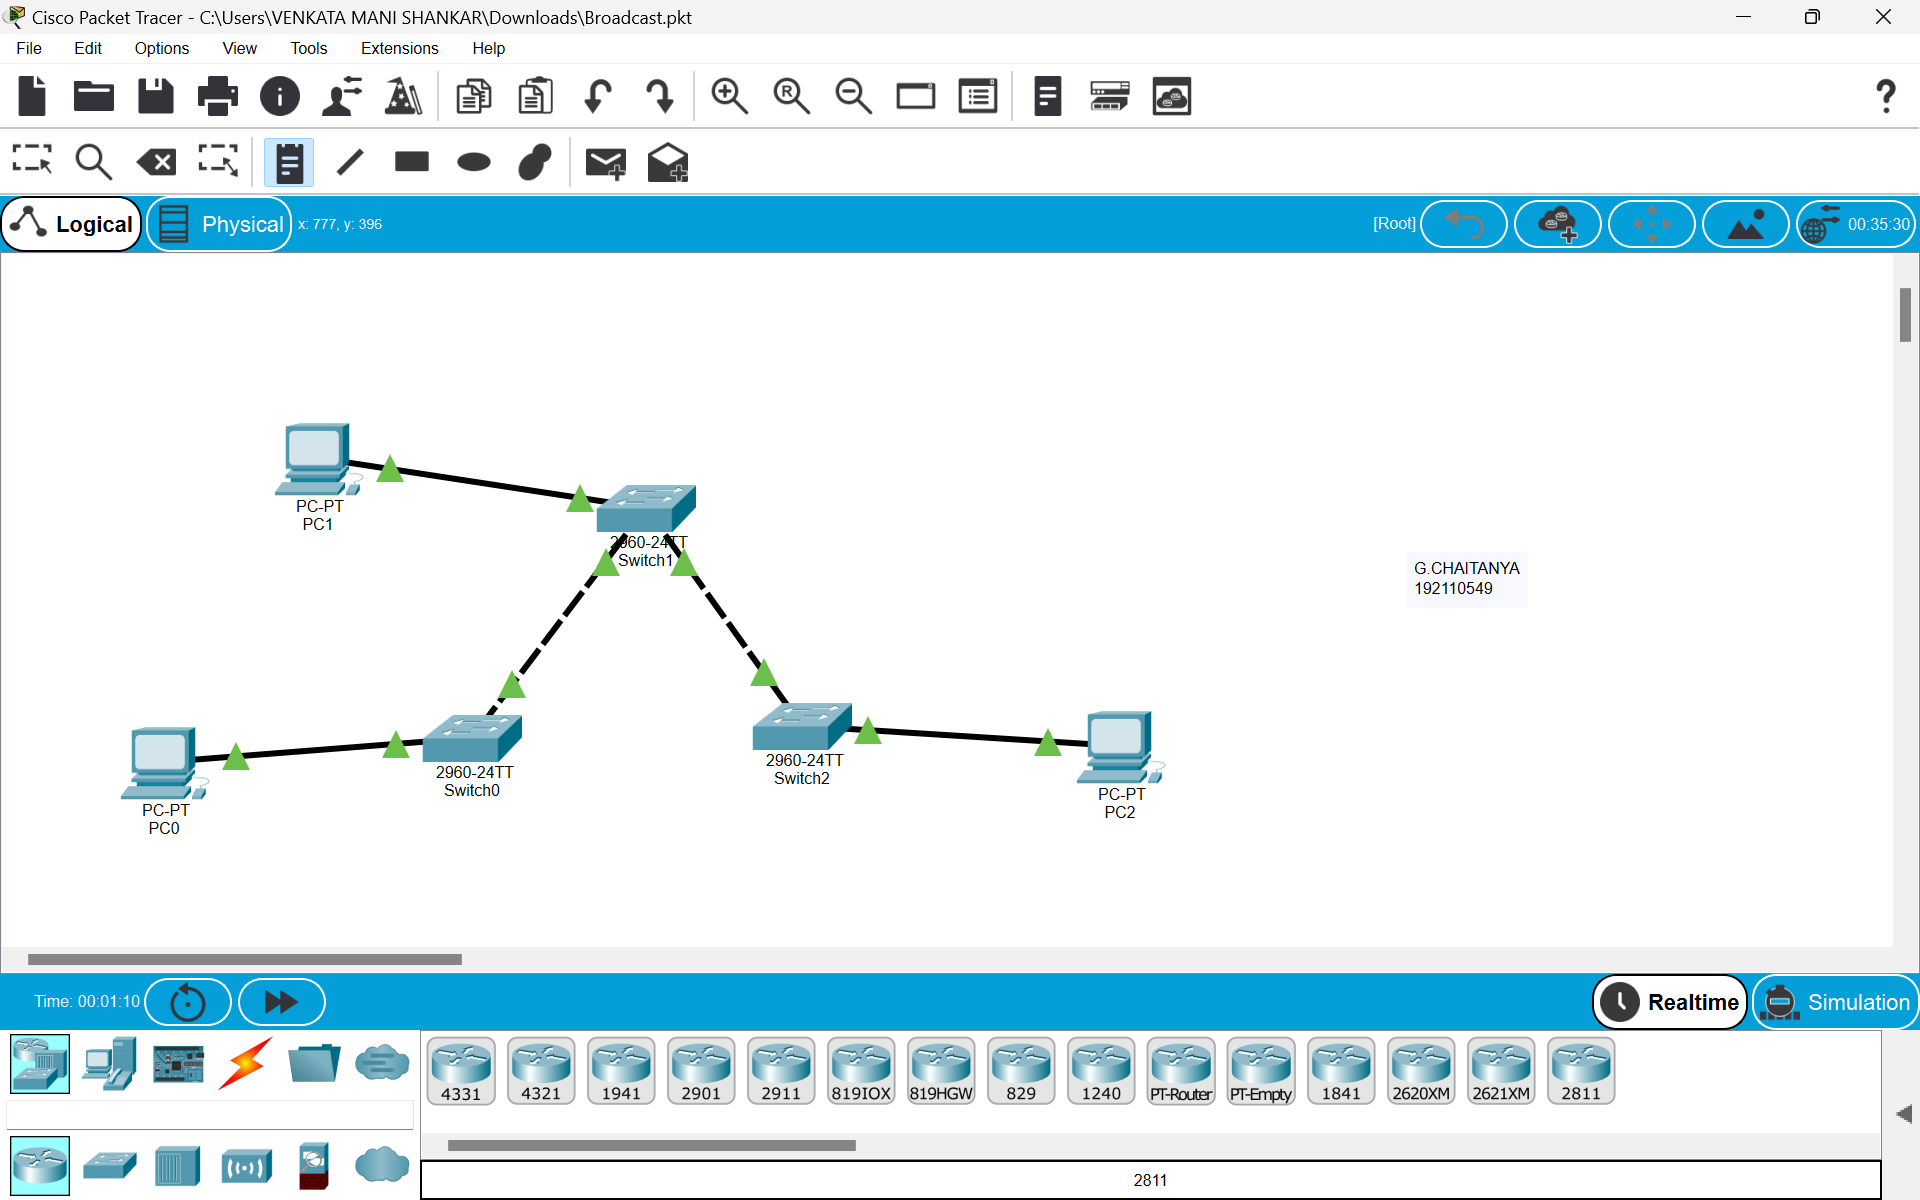 Cisco Packet Tracer - C:\Users\VENKATA MANI SHANKAR\Downloads\Broadcast.pkt
File Edit Options View Tools Extensions Help
Logical Physical x: 777, y: 396 [Root] 00:35:30
PC-PT
PC1
2960-24TT
Switch1
G.CHAITANYA
192110549
2960-24TT
Switch0
2960-24TT
Switch2
PC-PT
PC2
PC-PT
PC0
Time: 00:01:10 Realtime Simulation
4331 4321 1941 2901 2911 819IOX 819HGW 829 1240 PT-Router PT-Empty 1841 2620XM 2621XM 2811
2811